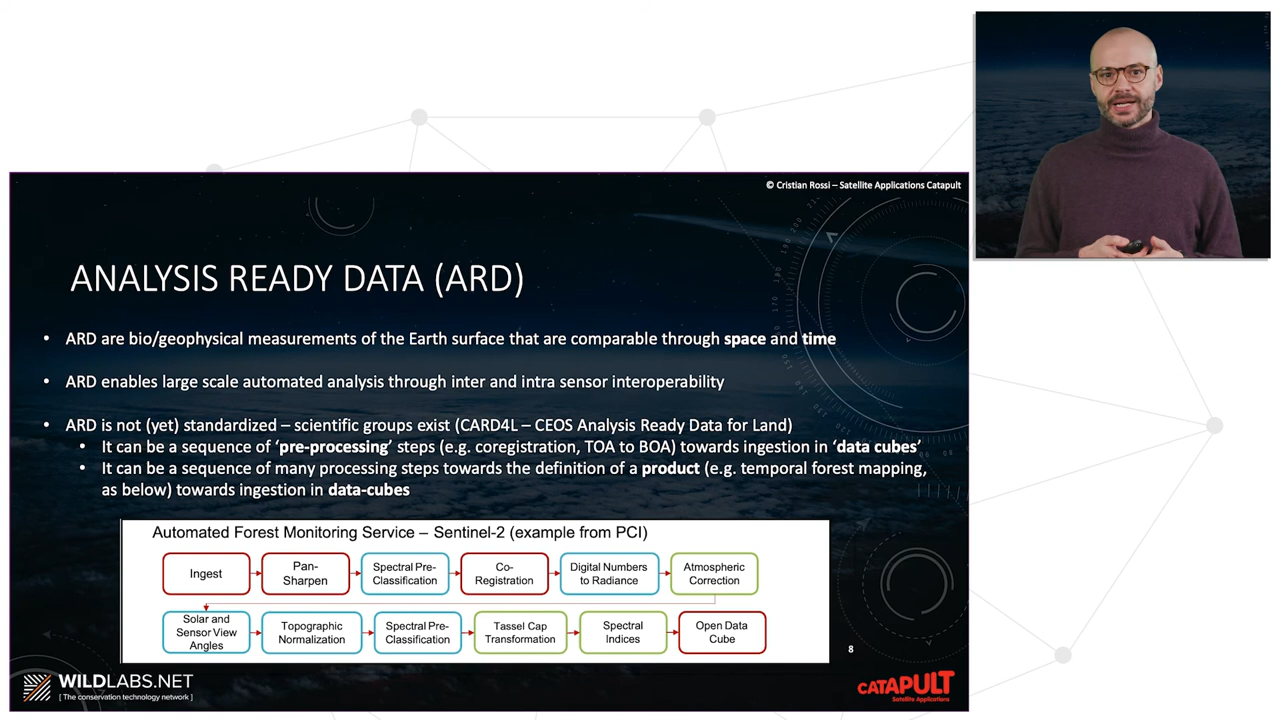 © Cristian Rossi – Satellite Applications Catapult
ANALYSIS READY DATA (ARD)
• ARD are bio/geophysical measurements of the Earth surface that are comparable through space and time
• ARD enables large scale automated analysis through inter and intra sensor interoperability
• ARD is not (yet) standardized – scientific groups exist (CARD4L – CEOS Analysis Ready Data for Land)
• It can be a sequence of ‘pre-processing’ steps (e.g. coregistration, TOA to BOA) towards ingestion in ‘data cubes’
• It can be a sequence of many processing steps towards the definition of a product (e.g. temporal forest mapping,
as below) towards ingestion in data-cubes
Automated Forest Monitoring Service – Sentinel-2 (example from PCI)
Ingest
Pan-
Sharpen
Spectral Pre-
Classification
Co-
Registration
Digital Numbers
to Radiance
Atmospheric
Correction
Solar and
Sensor View
Angles
Topographic
Normalization
Spectral Pre-
Classification
Tassel Cap
Transformation
Spectral
Indices
Open Data
Cube
8
WILDLABS.NET
[ The conservation technology network ]
CATAPULT
Satellite Applications